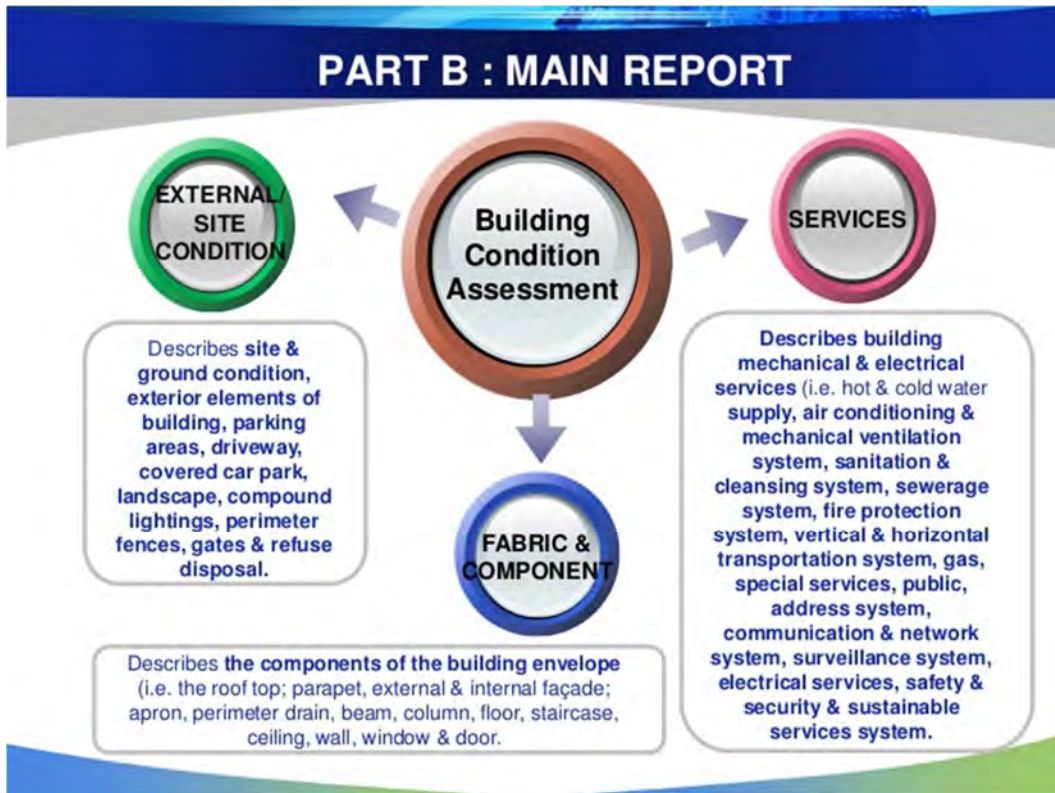 PART B : MAIN REPORT
EXTERNAL/
SITE
CONDITION
Building
Condition
Assessment
SERVICES
Describes site &
ground condition,
exterior elements of
building, parking
areas, driveway,
covered car park,
landscape, compound
lightings, perimeter
fences, gates & refuse
disposal.
FABRIC &
COMPONENT
Describes the components of the building envelope
(i.e. the roof top; parapet, external & internal façade;
apron, perimeter drain, beam, column, floor, staircase,
ceiling, wall, window & door.
Describes building
mechanical & electrical
services (i.e. hot & cold water
supply, air conditioning &
mechanical ventilation
system, sanitation &
cleansing system, sewerage
system, fire protection
system, vertical & horizontal
transportation system, gas,
special services, public,
address system,
communication & network
system, surveillance system,
electrical services, safety &
security & sustainable
services system.